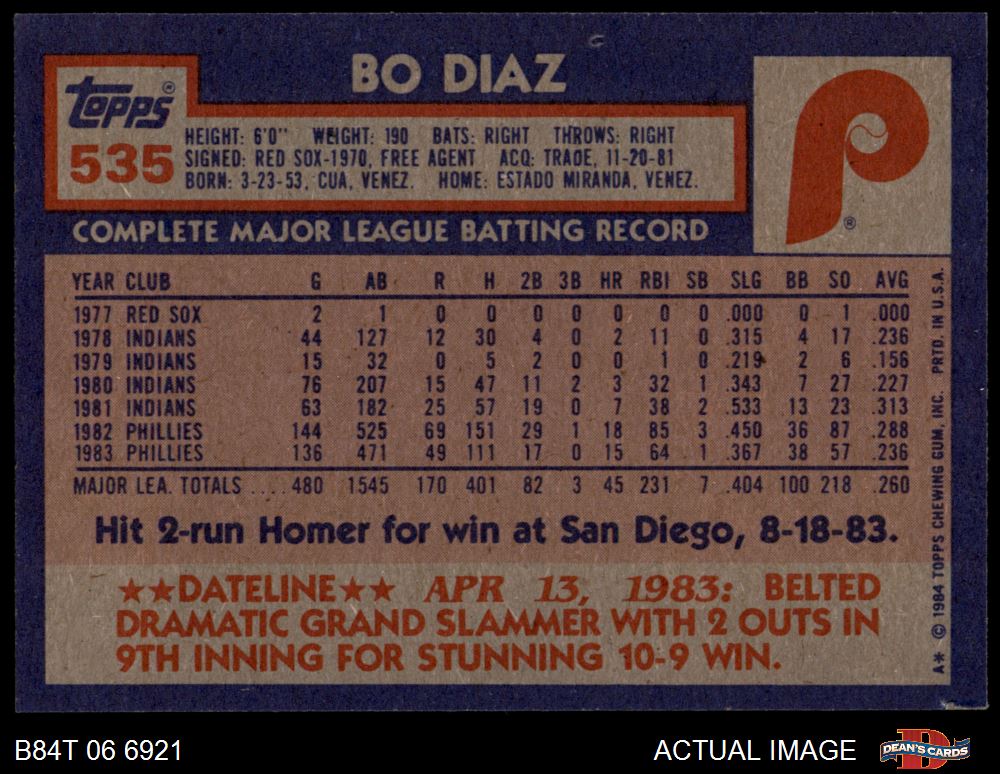 BO DIAZ
Topps®
535
HEIGHT: 6'0" WEIGHT: 190 BATS: RIGHT THROWS: RIGHT
SIGNED: RED SOX-1970, FREE AGENT ACQ: TRADE, 11-20-81
BORN: 3-23-53, CUA, VENEZ. HOME: ESTADO MIRANDA, VENEZ.
P®
COMPLETE MAJOR LEAGUE BATTING RECORD
YEAR CLUB G AB R H 2B 3B HR RBI SB SLG BB SO AVG
1977 RED SOX 2 1 0 0 0 0 0 0 0 .000 0 1 .000
1978 INDIANS 44 127 12 30 4 0 2 11 0 .315 4 17 .236
1979 INDIANS 15 32 0 5 2 0 0 1 0 .219 2 6 .156
1980 INDIANS 76 207 15 47 11 2 3 32 1 .343 7 27 .227
1981 INDIANS 63 182 25 57 19 0 7 38 2 .533 13 23 .313
1982 PHILLIES 144 525 69 151 29 1 18 85 3 .450 36 87 .288
1983 PHILLIES 136 471 49 111 17 0 15 64 1 .367 38 57 .236
MAJOR LEA. TOTALS .... 480 1545 170 401 82 3 45 231 7 .404 100 218 .260
Hit 2-run Homer for win at San Diego, 8-18-83.
★★DATELINE★★ APR 13, 1983: BELTED
DRAMATIC GRAND SLAMMER WITH 2 OUTS IN
9TH INNING FOR STUNNING 10-9 WIN.
A* © 1984 TOPPS CHEWING GUM, INC. PRTD. IN U.S.A.
B84T 06 6921
ACTUAL IMAGE
DEAN'S CARDS